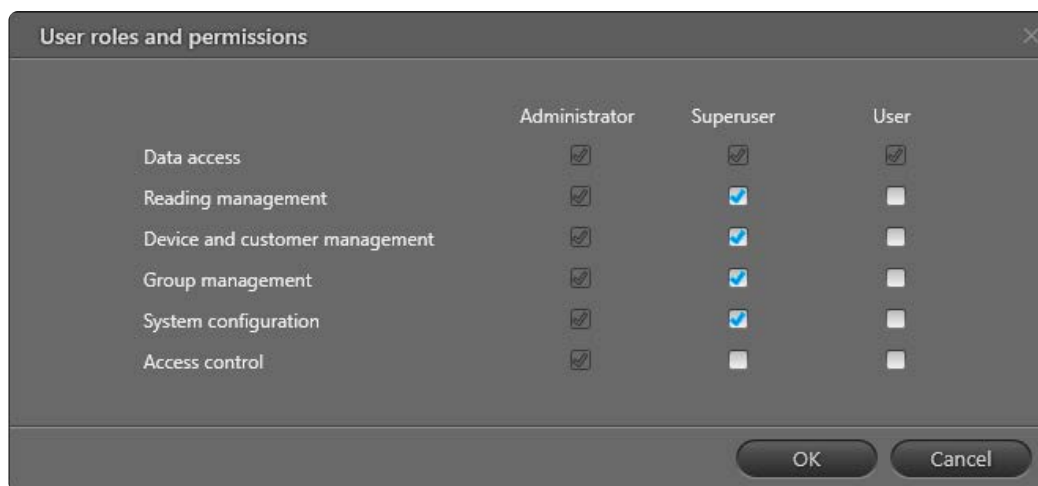 User roles and permissions
Administrator Superuser User
Data access
Reading management
Device and customer management
Group management
System configuration
Access control
OK Cancel